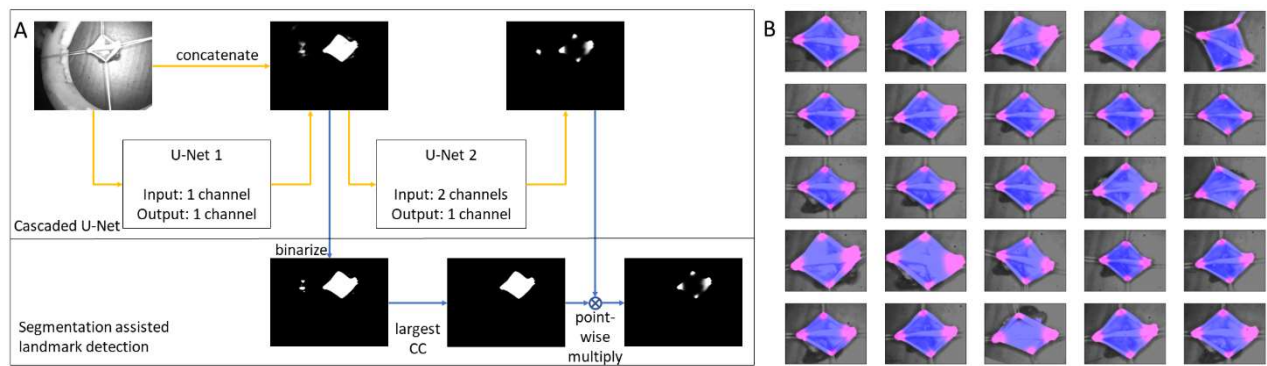 A
concatenate
U-Net 1
Input: 1 channel
Output: 1 channel
U-Net 2
Input: 2 channels
Output: 1 channel
Cascaded U-Net
binarize
Segmentation assisted
landmark detection
largest
CC
point-
wise
multiply
B